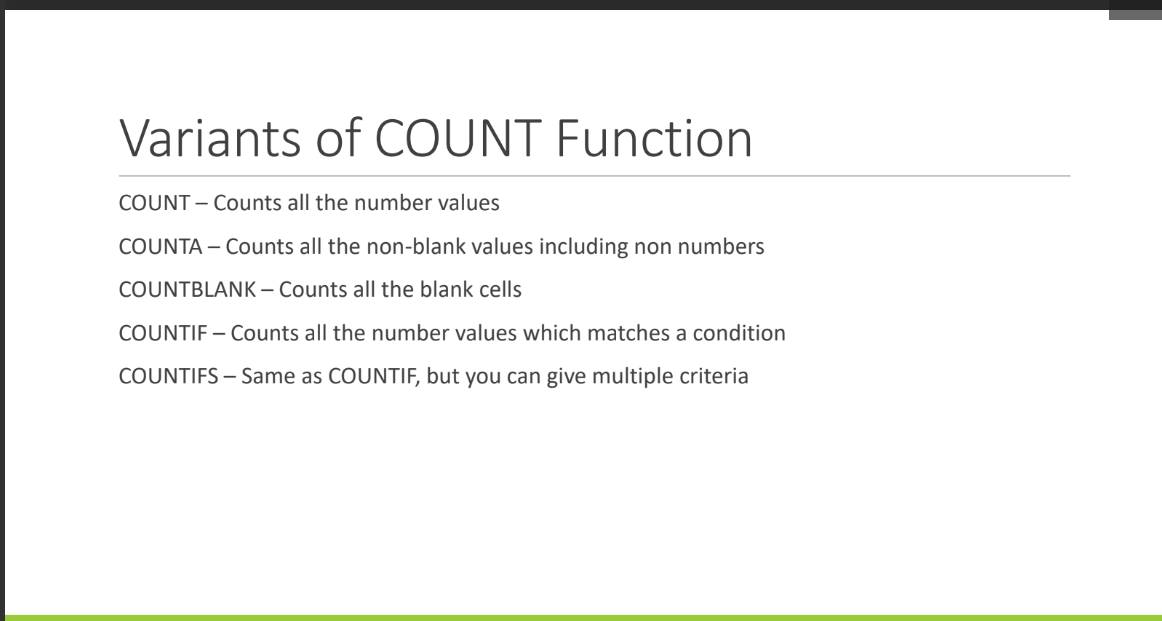 Variants of COUNT Function
COUNT – Counts all the number values
COUNTA – Counts all the non-blank values including non numbers
COUNTBLANK – Counts all the blank cells
COUNTIF – Counts all the number values which matches a condition
COUNTIFS – Same as COUNTIF, but you can give multiple criteria